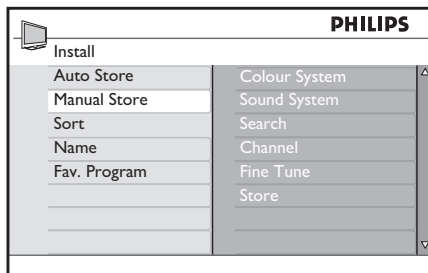 PHILIPS
Install
Auto Store
Manual Store
Sort
Name
Fav. Program
Colour System
Sound System
Search
Channel
Fine Tune
Store